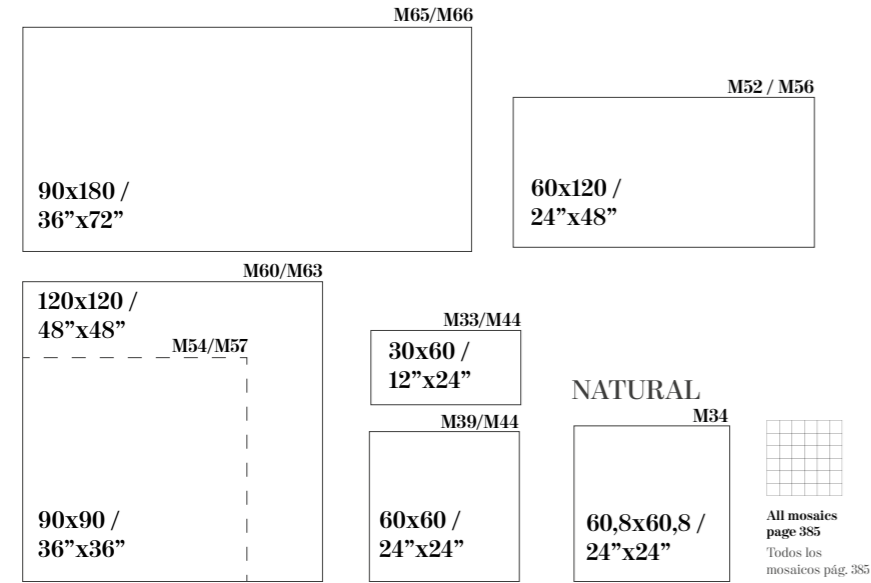 M65/M66
90x180 /
36”x72”
M52 / M56
60x120 /
24”x48”
M60/M63
120x120 /
48”x48”
M54/M57
90x90 /
36”x36”
M33/M44
30x60 /
12”x24”
M39/M44
60x60 /
24”x24”
NATURAL
M34
60,8x60,8 /
24”x24”
All mosaics
page 385
Todos los
mosaicos pág. 385